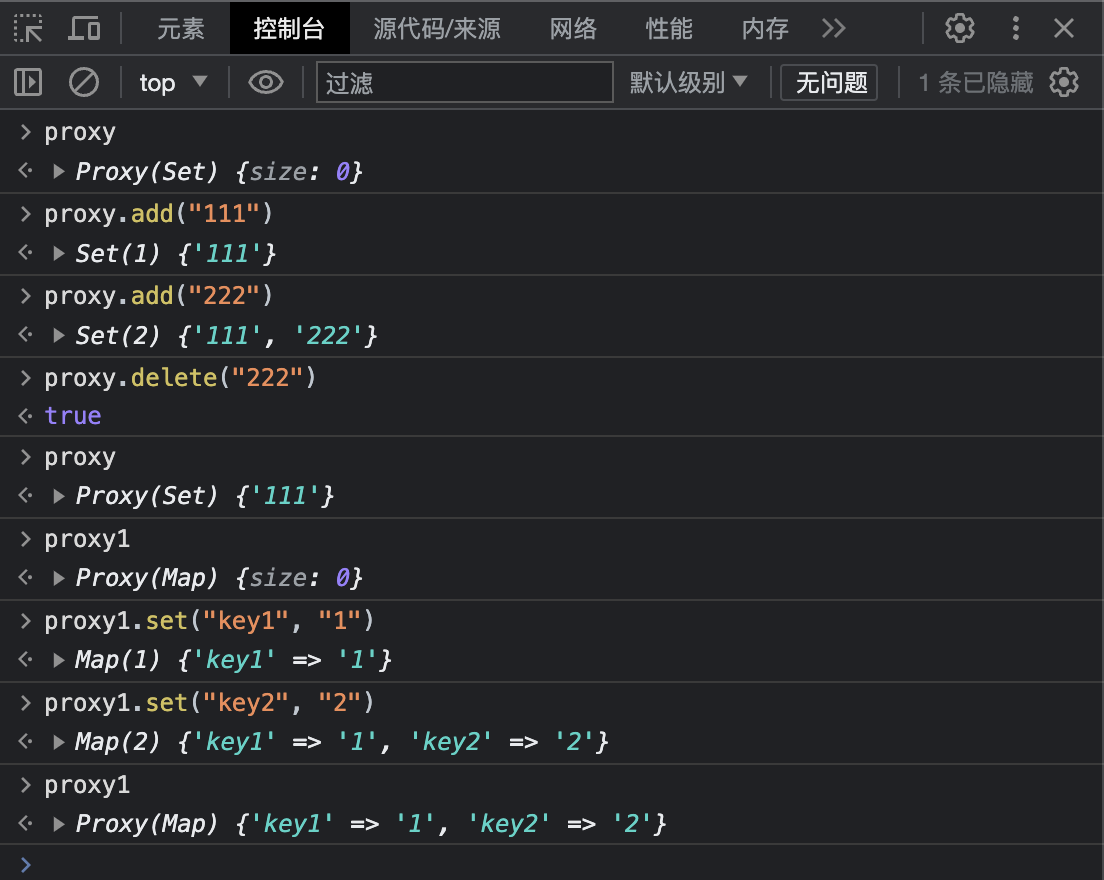 元素 控制台 源代码/来源 网络 性能 内存
top 过滤 默认级别 无问题 1 条已隐藏
proxy
Proxy(Set) {size: 0}
proxy.add("111")
Set(1) {'111'}
proxy.add("222")
Set(2) {'111', '222'}
proxy.delete("222")
true
proxy
Proxy(Set) {'111'}
proxy1
Proxy(Map) {size: 0}
proxy1.set("key1", "1")
Map(1) {'key1' => '1'}
proxy1.set("key2", "2")
Map(2) {'key1' => '1', 'key2' => '2'}
proxy1
Proxy(Map) {'key1' => '1', 'key2' => '2'}